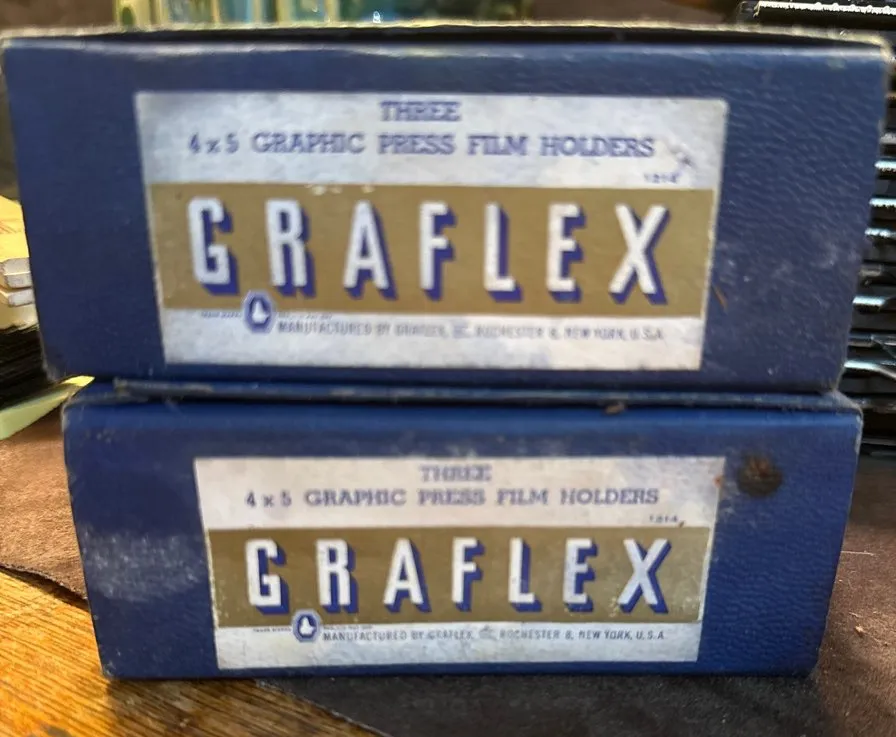 THREE
4 x 5 GRAPHIC PRESS FILM HOLDERS
1214
GRAFLEX
MANUFACTURED BY GRAFLEX, INC. ROCHESTER 8, NEW YORK, U.S.A.
THREE
4 x 5 GRAPHIC PRESS FILM HOLDERS
1214
GRAFLEX
MANUFACTURED BY GRAFLEX, INC. ROCHESTER 8, NEW YORK, U.S.A.